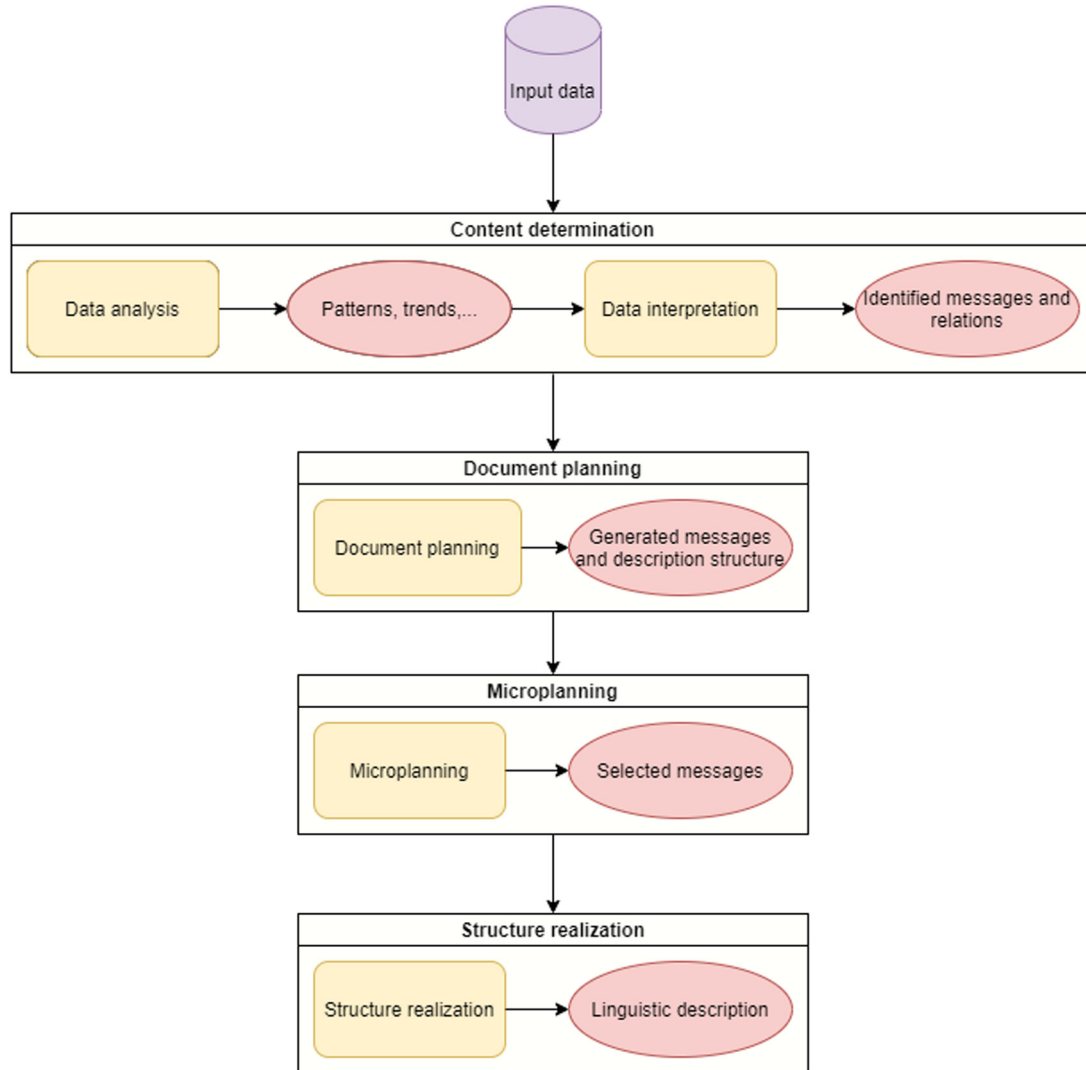 Input data
Content determination
Data analysis
Patterns, trends,...
Data interpretation
Identified messages and
relations
Document planning
Document planning
Generated messages
and description structure
Microplanning
Microplanning
Selected messages
Structure realization
Structure realization
Linguistic description